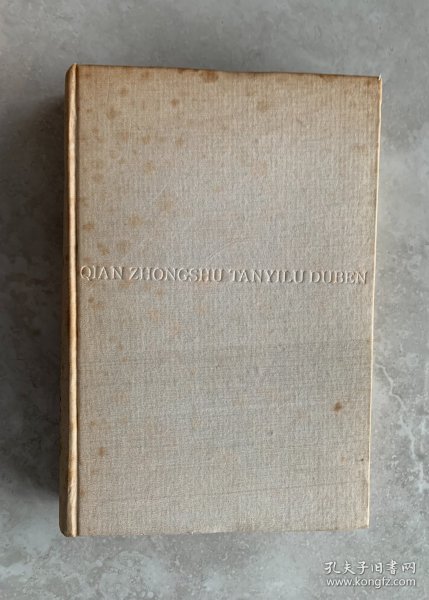 QIAN ZHONGSHU TANYILU DUBEN
孔夫子旧书网
www.kongfz.com